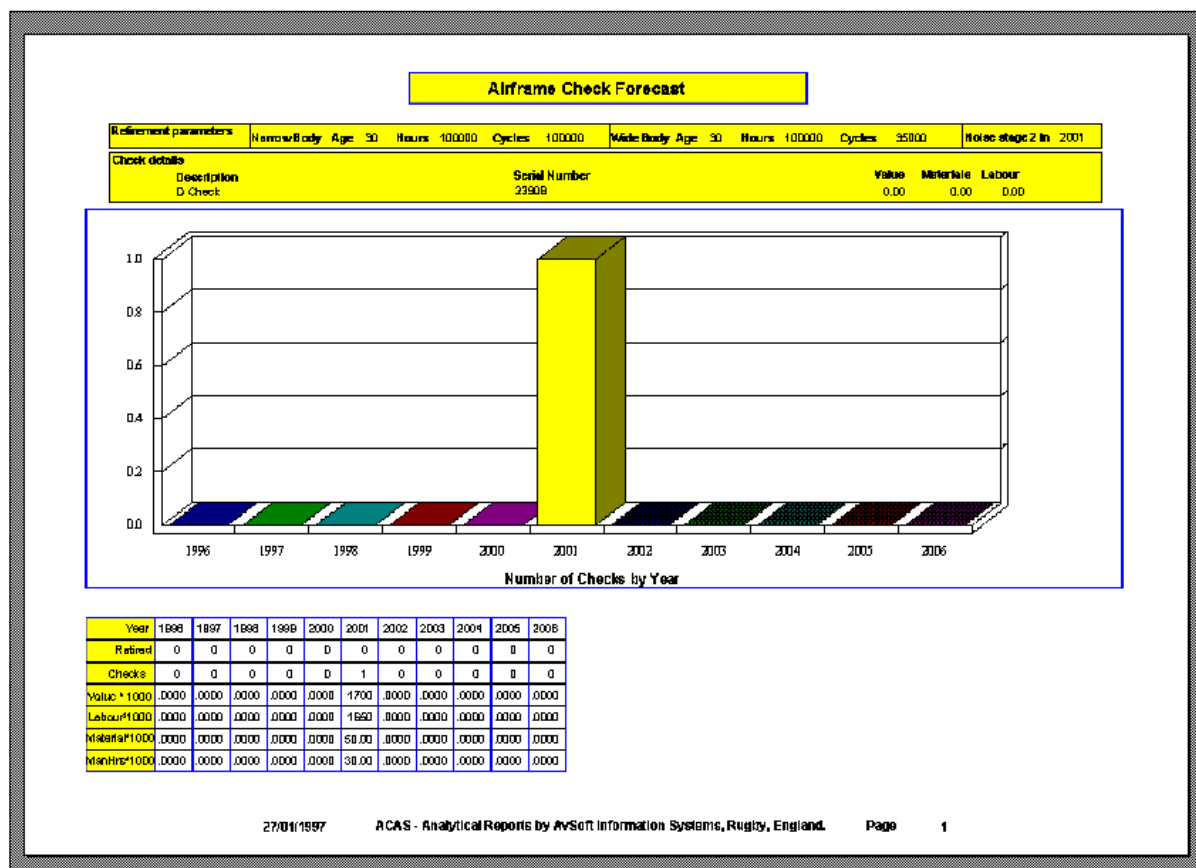 Airframe Check Forecast
Refinement parameters NarrowBody Age 30 Hours 100000 Cycles 100000 Wide Body Age 30 Hours 100000 Cycles 95000 Noise stage 2 in 2001
Check details
Description Serial Number Value Materials Labour
D Check 23908 0.00 0.00 0.00
1.0
0.8
0.6
0.4
0.2
0.0
1996 1997 1998 1999 2000 2001 2002 2003 2004 2005 2006
Number of Checks by Year
Year 1996 1997 1998 1999 2000 2001 2002 2003 2004 2005 2006
Retired 0 0 0 0 0 0 0 0 0 0 0
Checks 0 0 0 0 0 1 0 0 0 0 0
Value * 1000 .0000 .0000 .0000 .0000 .0000 1700 .0000 .0000 .0000 .0000 .0000
Labour*1000 .0000 .0000 .0000 .0000 .0000 1650 .0000 .0000 .0000 .0000 .0000
Material*1000 .0000 .0000 .0000 .0000 .0000 50.00 .0000 .0000 .0000 .0000 .0000
ManHrs*1000 .0000 .0000 .0000 .0000 .0000 30.00 .0000 .0000 .0000 .0000 .0000
27/01/1997 ACAS - Analytical Reports by AvSoft Information Systems, Rugby, England. Page 1